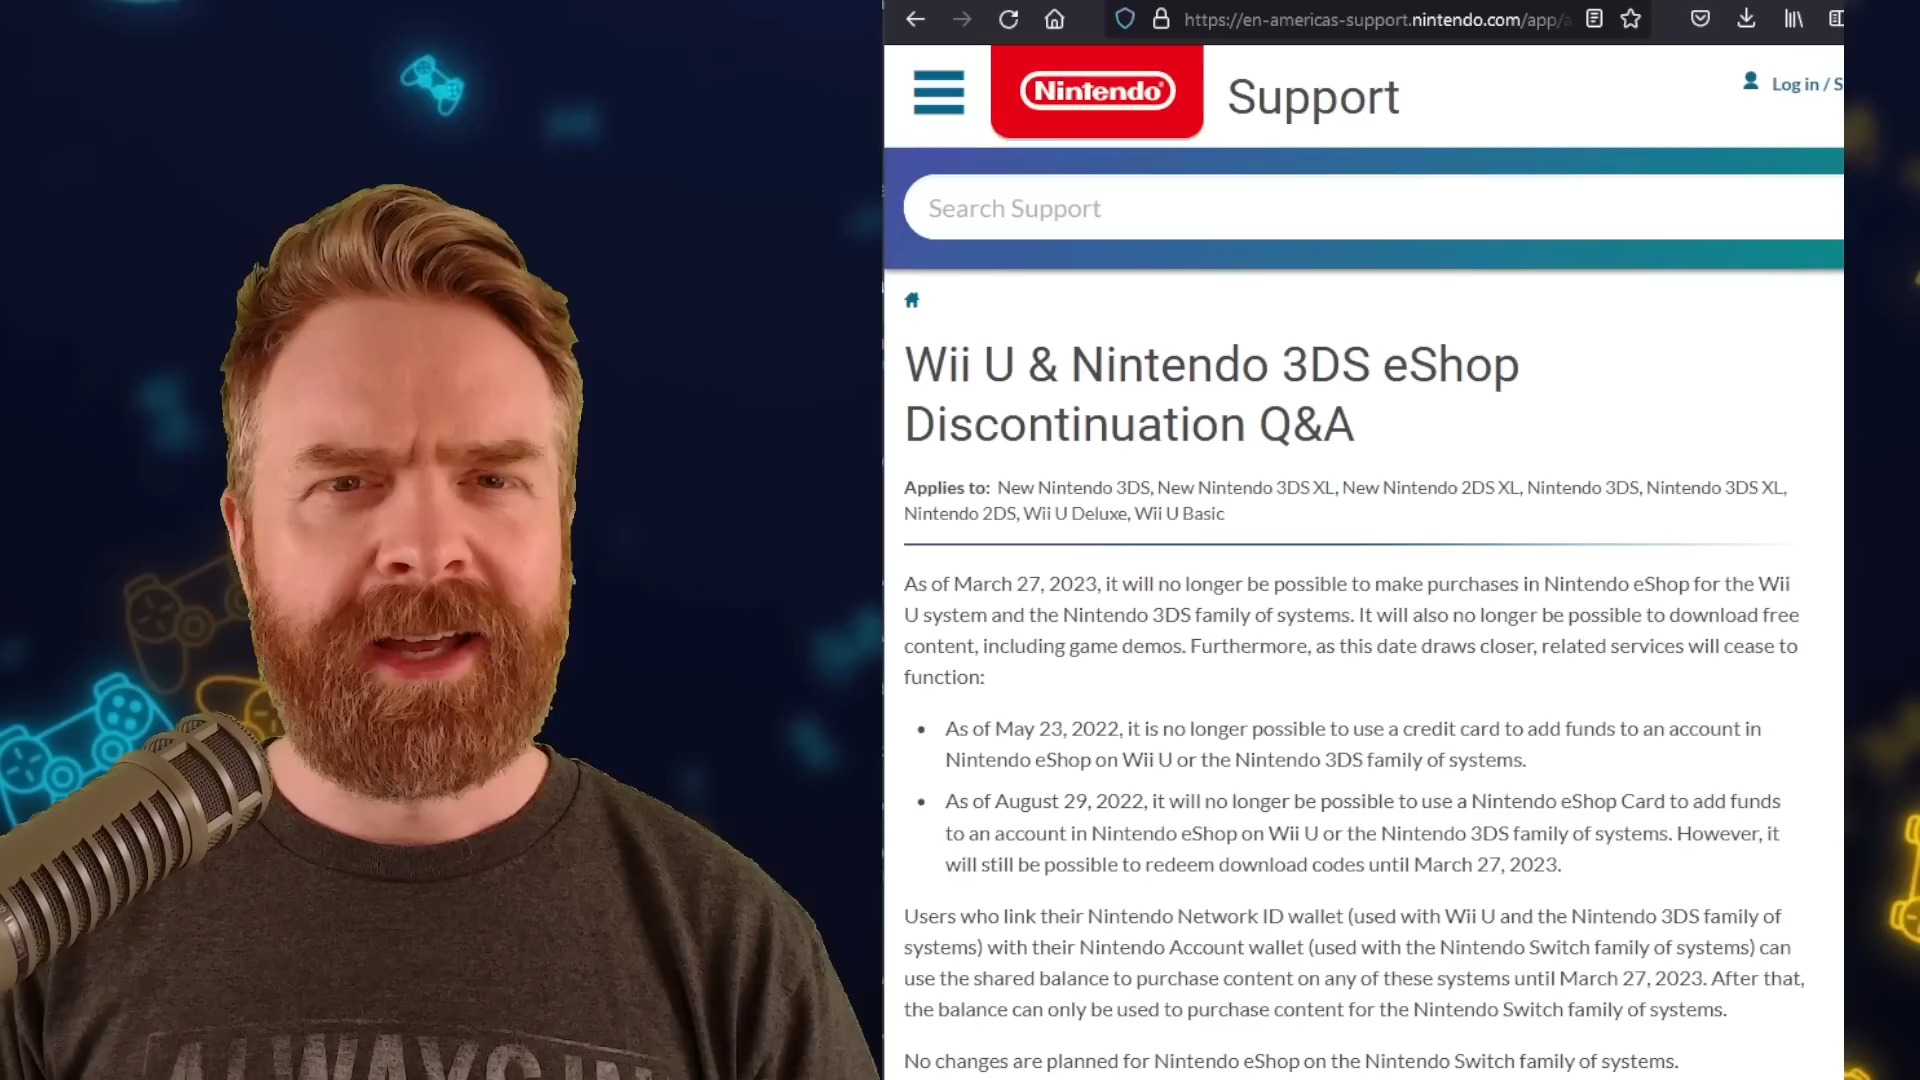 https://en-americas-support.nintendo.com/app/
Nintendo
Support
Log in / S
Search Support
Wii U & Nintendo 3DS eShop
Discontinuation Q&A
Applies to: New Nintendo 3DS, New Nintendo 3DS XL, New Nintendo 2DS XL, Nintendo 3DS, Nintendo 3DS XL,
Nintendo 2DS, Wii U Deluxe, Wii U Basic
As of March 27, 2023, it will no longer be possible to make purchases in Nintendo eShop for the Wii
U system and the Nintendo 3DS family of systems. It will also no longer be possible to download free
content, including game demos. Furthermore, as this date draws closer, related services will cease to
function:
• As of May 23, 2022, it is no longer possible to use a credit card to add funds to an account in
Nintendo eShop on Wii U or the Nintendo 3DS family of systems.
• As of August 29, 2022, it will no longer be possible to use a Nintendo eShop Card to add funds
to an account in Nintendo eShop on Wii U or the Nintendo 3DS family of systems. However, it
will still be possible to redeem download codes until March 27, 2023.
Users who link their Nintendo Network ID wallet (used with Wii U and the Nintendo 3DS family of
systems) with their Nintendo Account wallet (used with the Nintendo Switch family of systems) can
use the shared balance to purchase content on any of these systems until March 27, 2023. After that,
the balance can only be used to purchase content for the Nintendo Switch family of systems.
No changes are planned for Nintendo eShop on the Nintendo Switch family of systems.
ALWAYS IN